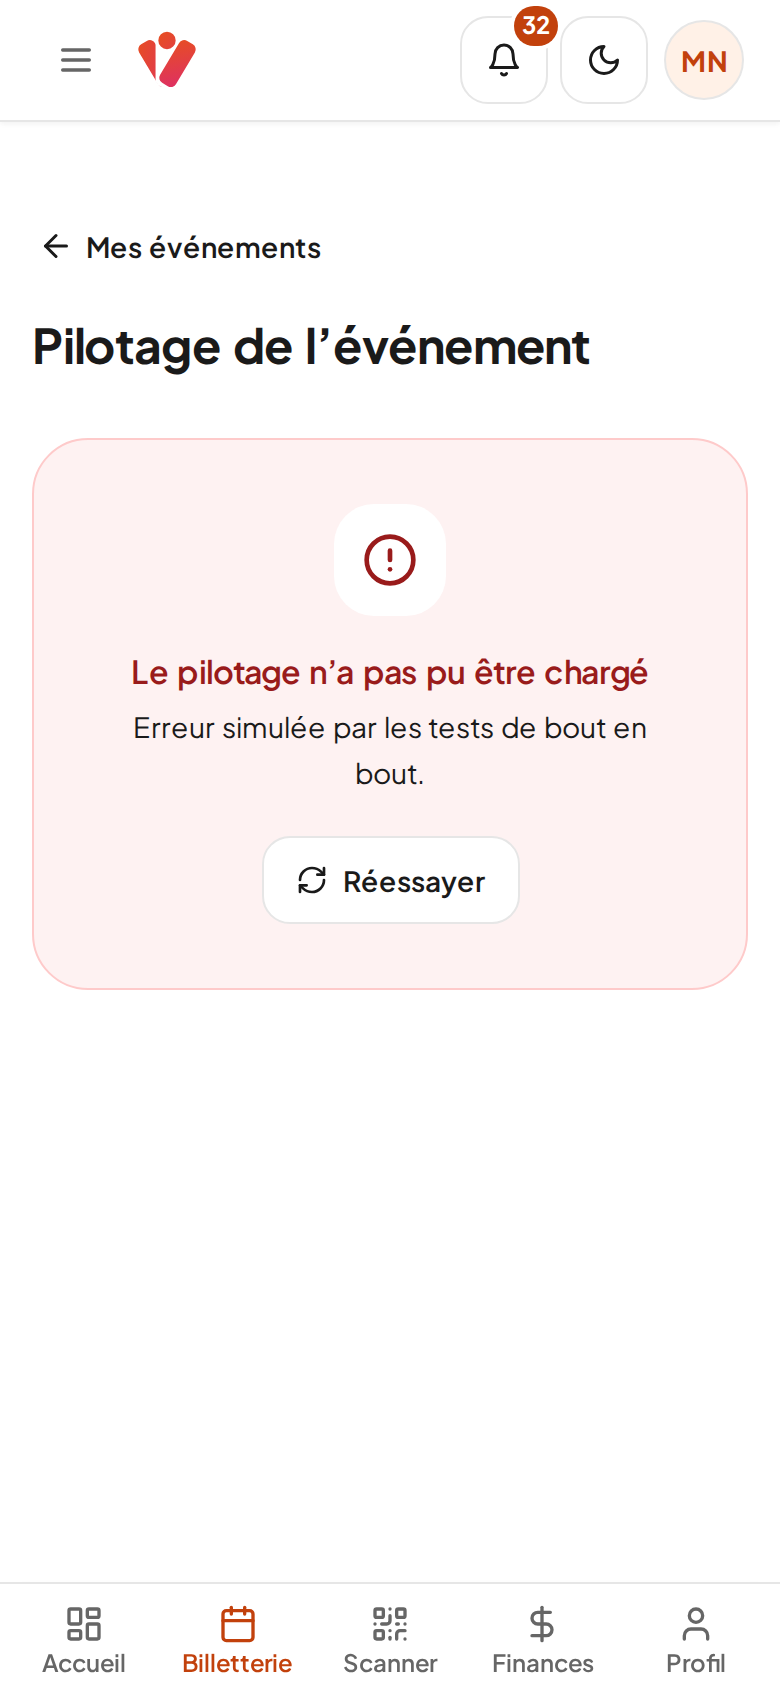 32
MN
Mes événements
Pilotage de l’événement
Le pilotage n’a pas pu être chargé
Erreur simulée par les tests de bout en
bout.
Réessayer
Accueil
Billetterie
Scanner
Finances
Profil